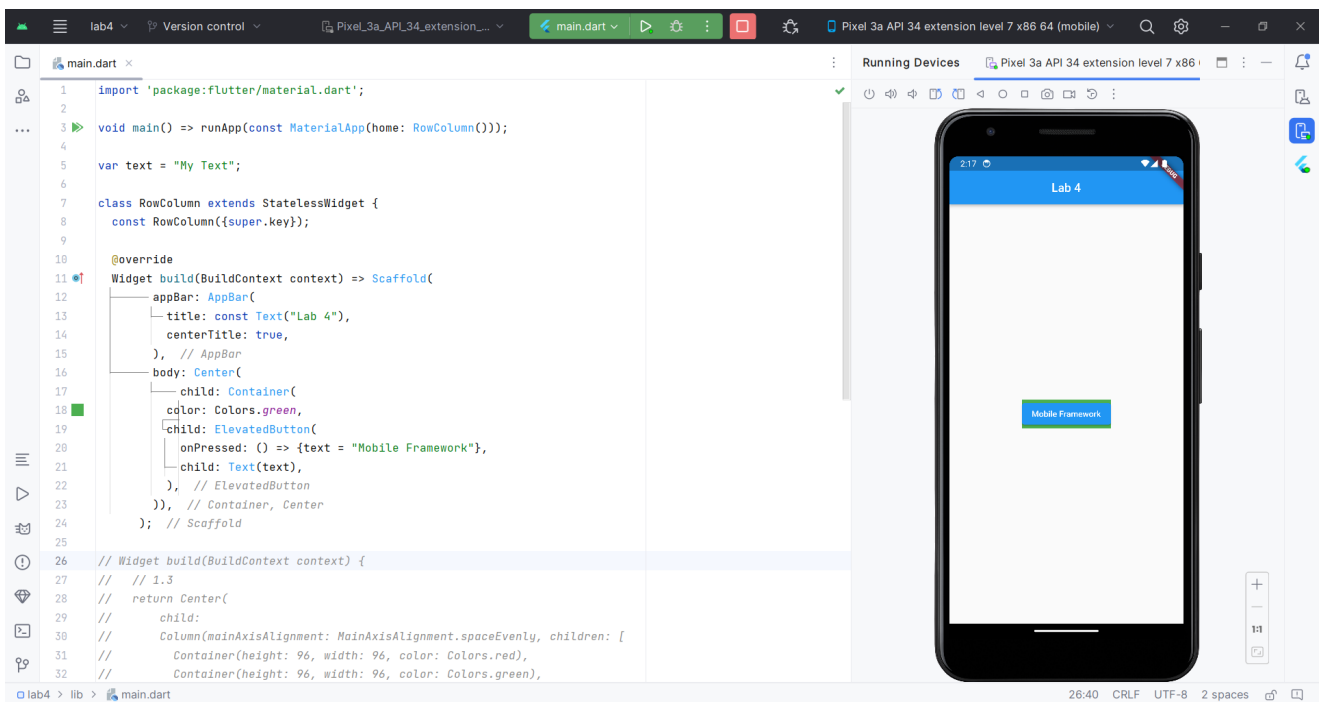 lab4
Version control
Pixel_3a_API_34_extension_...
main.dart
Pixel 3a API 34 extension level 7 x86 64 (mobile)
main.dart
Running Devices
Pixel 3a API 34 extension level 7 x86
1 import 'package:flutter/material.dart';
2
3 void main() => runApp(const MaterialApp(home: RowColumn()));
4
5 var text = "My Text";
6
7 class RowColumn extends StatelessWidget {
8 const RowColumn({super.key});
9
10 @override
11 Widget build(BuildContext context) => Scaffold(
12 appBar: AppBar(
13 title: const Text("Lab 4"),
14 centerTitle: true,
15 ), // AppBar
16 body: Center(
17 child: Container(
18 color: Colors.green,
19 child: ElevatedButton(
20 onPressed: () => {text = "Mobile Framework"},
21 child: Text(text),
22 ), // ElevatedButton
23 )), // Container, Center
24 ); // Scaffold
25
26 // Widget build(BuildContext context) {
27 // // 1.3
28 // return Center(
29 // child:
30 // Column(mainAxisAlignment: MainAxisAlignment.spaceEvenly, children: [
31 // Container(height: 96, width: 96, color: Colors.red),
32 // Container(height: 96, width: 96, color: Colors.green),
2:17
Lab 4
Mobile Framework
1:1
lab4 > lib > main.dart
26:40 CRLF UTF-8 2 spaces